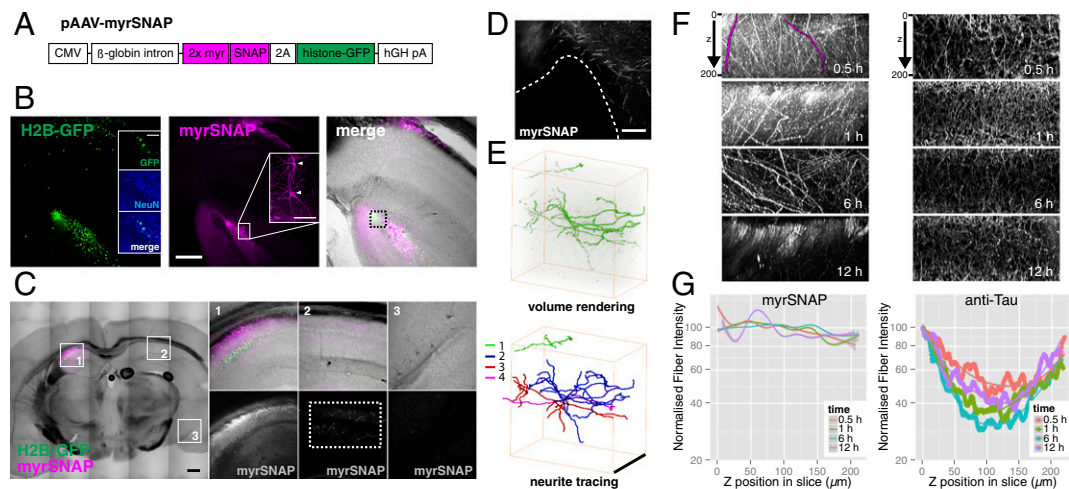 A
pAAV-myrSNAP
CMV ß-globin intron 2x myr SNAP 2A histone-GFP hGH pA
B
H2B-GFP
GFP
NeuN
merge
myrSNAP
merge
C
1
2
3
H2B-GFP
myrSNAP
1
2
3
myrSNAP
myrSNAP
myrSNAP
D
myrSNAP
E
volume rendering
1
2
3
4
neurite tracing
F
0
z
200
0.5 h
1 h
6 h
12 h
0
z
200
0.5 h
1 h
6 h
12 h
G
myrSNAP
Normalised Fiber Intensity
100
80
60
40
20
time
0.5 h
1 h
6 h
12 h
0 50 100 150 200
Z position in slice (µm)
anti-Tau
Normalised Fiber Intensity
100
80
60
40
20
time
0.5 h
1 h
6 h
12 h
0 50 100 150 200
Z position in slice (µm)